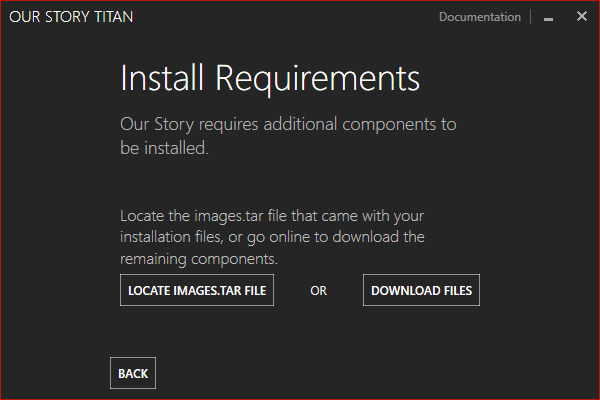 OUR STORY TITAN
Documentation
Install Requirements
Our Story requires additional components to
be installed.
Locate the images.tar file that came with your
installation files, or go online to download the
remaining components.
LOCATE IMAGES.TAR FILE OR DOWNLOAD FILES
BACK